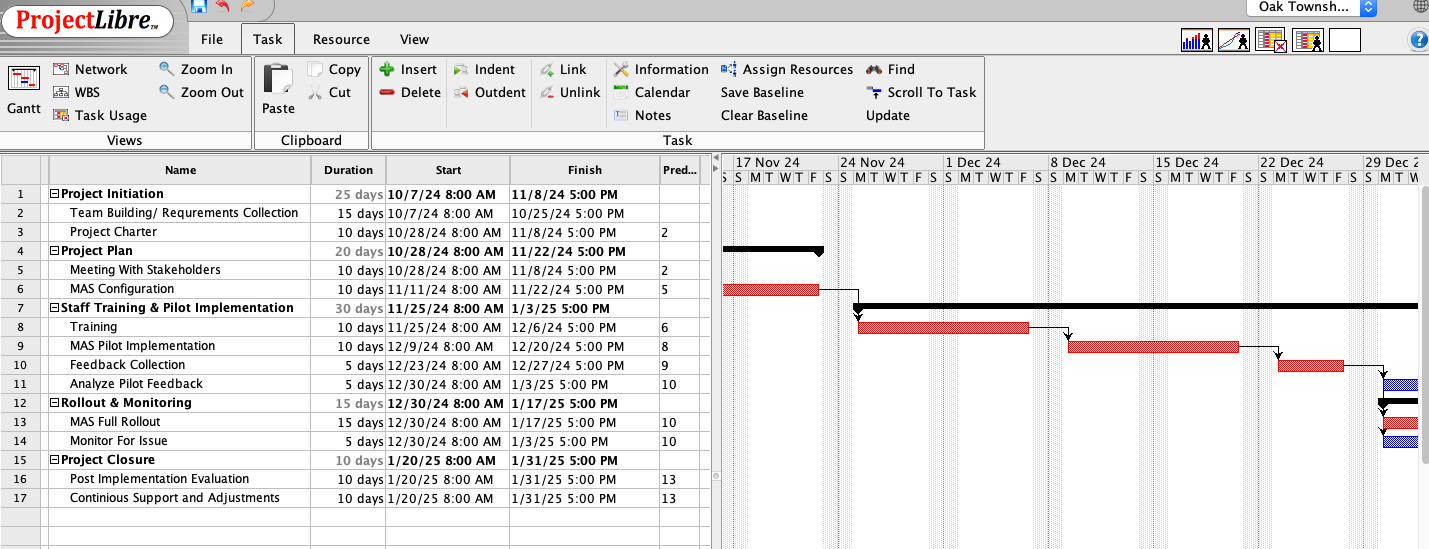 ProjectLibre™
Oak Townsh...
File Task Resource View
Gantt
Network
WBS
Task Usage
Zoom In
Zoom Out
Views
Paste
Copy
Cut
Clipboard
Insert
Delete
Indent
Outdent
Link
Unlink
Information
Calendar
Notes
Assign Resources
Save Baseline
Clear Baseline
Find
Scroll To Task
Update
Task
Name Duration Start Finish Pred...
1 Project Initiation 25 days 10/7/24 8:00 AM 11/8/24 5:00 PM
2 Team Building/ Requrements Collection 15 days 10/7/24 8:00 AM 10/25/24 5:00 PM
3 Project Charter 10 days 10/28/24 8:00 AM 11/8/24 5:00 PM 2
4 Project Plan 20 days 10/28/24 8:00 AM 11/22/24 5:00 PM
5 Meeting With Stakeholders 10 days 10/28/24 8:00 AM 11/8/24 5:00 PM 2
6 MAS Configuration 10 days 11/11/24 8:00 AM 11/22/24 5:00 PM 5
7 Staff Training & Pilot Implementation 30 days 11/25/24 8:00 AM 1/3/25 5:00 PM
8 Training 10 days 11/25/24 8:00 AM 12/6/24 5:00 PM 6
9 MAS Pilot Implementation 10 days 12/9/24 8:00 AM 12/20/24 5:00 PM 8
10 Feedback Collection 5 days 12/23/24 8:00 AM 12/27/24 5:00 PM 9
11 Analyze Pilot Feedback 5 days 12/30/24 8:00 AM 1/3/25 5:00 PM 10
12 Rollout & Monitoring 15 days 12/30/24 8:00 AM 1/17/25 5:00 PM
13 MAS Full Rollout 15 days 12/30/24 8:00 AM 1/17/25 5:00 PM 10
14 Monitor For Issue 5 days 12/30/24 8:00 AM 1/3/25 5:00 PM 10
15 Project Closure 10 days 1/20/25 8:00 AM 1/31/25 5:00 PM
16 Post Implementation Evaluation 10 days 1/20/25 8:00 AM 1/31/25 5:00 PM 13
17 Continious Support and Adjustments 10 days 1/20/25 8:00 AM 1/31/25 5:00 PM 13
17 Nov 24 24 Nov 24 1 Dec 24 8 Dec 24 15 Dec 24 22 Dec 24 29 Dec 2
S S M T W T F S S M T W T F S S M T W T F S S M T W T F S S M T W T F S S M T W T F S S M T W